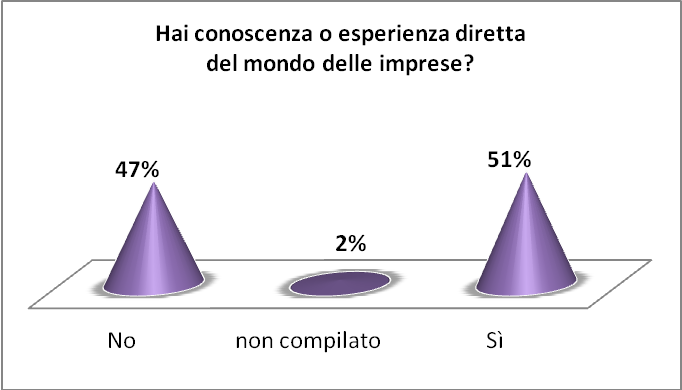 Hai conoscenza o esperienza diretta
del mondo delle imprese?
47%
2%
51%
No
non compilato
Sì